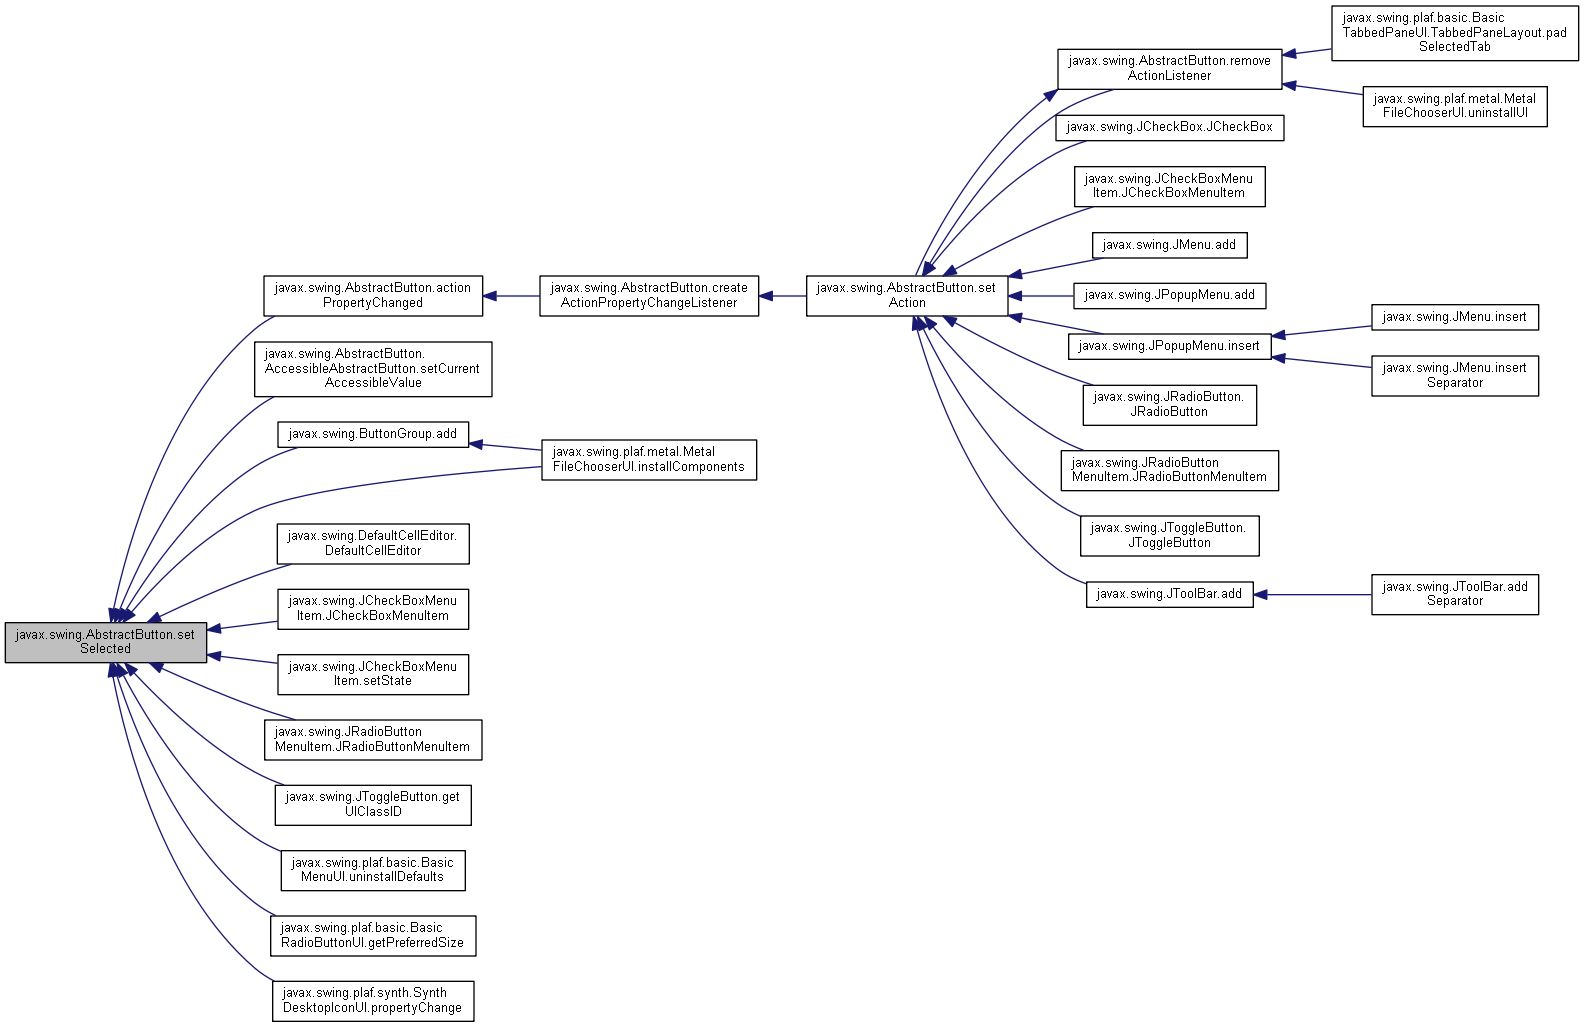 javax.swing.AbstractButton.set
Selected
javax.swing.AbstractButton.action
PropertyChanged
javax.swing.AbstractButton.
AccessibleAbstractButton.setCurrent
AccessibleValue
javax.swing.ButtonGroup.add
javax.swing.DefaultCellEditor.
DefaultCellEditor
javax.swing.JCheckBoxMenu
Item.JCheckBoxMenuItem
javax.swing.JCheckBoxMenu
Item.setState
javax.swing.JRadioButton
MenuItem.JRadioButtonMenuItem
javax.swing.JToggleButton.get
UIClassID
javax.swing.plaf.basic.Basic
MenuUI.uninstallDefaults
javax.swing.plaf.basic.Basic
RadioButtonUI.getPreferredSize
javax.swing.plaf.synth.Synth
DesktopIconUI.propertyChange
javax.swing.AbstractButton.create
ActionPropertyChangeListener
javax.swing.plaf.metal.Metal
FileChooserUI.installComponents
javax.swing.AbstractButton.set
Action
javax.swing.AbstractButton.remove
ActionListener
javax.swing.JCheckBox.JCheckBox
javax.swing.JCheckBoxMenu
Item.JCheckBoxMenuItem
javax.swing.JMenu.add
javax.swing.JPopupMenu.add
javax.swing.JPopupMenu.insert
javax.swing.JRadioButton.
JRadioButton
javax.swing.JRadioButton
MenuItem.JRadioButtonMenuItem
javax.swing.JToggleButton.
JToggleButton
javax.swing.JToolBar.add
javax.swing.plaf.basic.Basic
TabbedPaneUI.TabbedPaneLayout.pad
SelectedTab
javax.swing.plaf.metal.Metal
FileChooserUI.uninstallUI
javax.swing.JMenu.insert
javax.swing.JMenu.insert
Separator
javax.swing.JToolBar.add
Separator